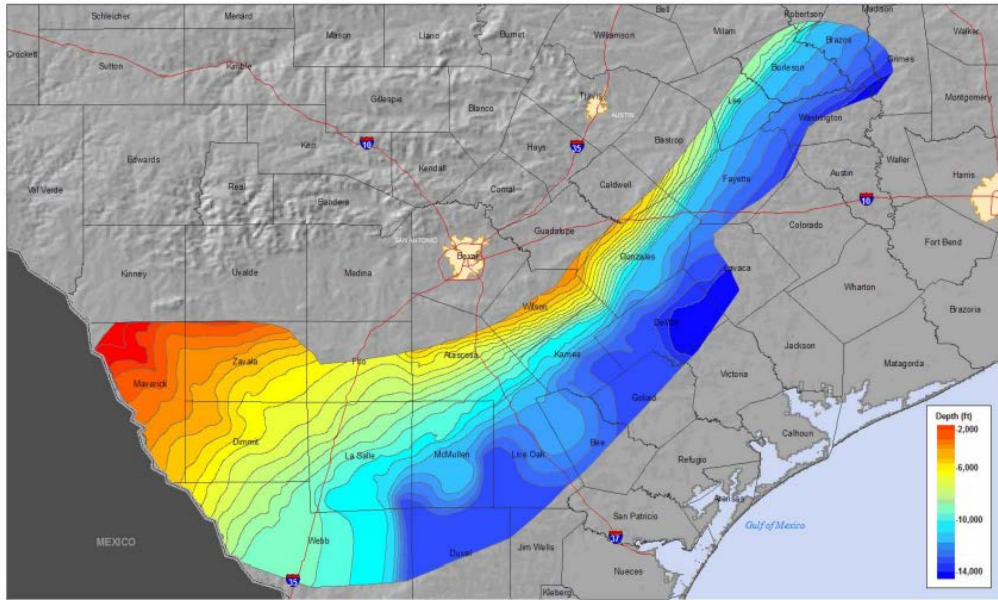 Schleicher
Menard
Bell
Robertson
Madison
Crockett
Mason
Llano
Burnet
Williamson
Milam
Brazos
Walker
Sutton
Kimble
Burleson
Grimes
Gillespie
Travis
Lee
Montgomery
Blanco
AUSTIN
Washington
10
35
Hays
Bastrop
Kerr
Edwards
Kendall
Waller
Austin
Harris
Val Verde
Real
Comal
Caldwell
Fayette
Bandera
10
Colorado
Guadalupe
SAN ANTONIO
Fort Bend
Bexar
Gonzales
Kinney
Uvalde
Medina
Lavaca
Wharton
Wilson
Brazoria
DeWitt
Jackson
Zavala
Frio
Atascosa
Karnes
Matagorda
Maverick
Victoria
Goliad
Calhoun
Dimmit
La Salle
McMullen
Live Oak
Bee
Refugio
Aransas
San Patricio
Gulf of Mexico
MEXICO
Webb
Duval
Jim Wells
37
Nueces
35
Kleberg
Depth (ft)
-2,000
-6,000
-10,000
-14,000